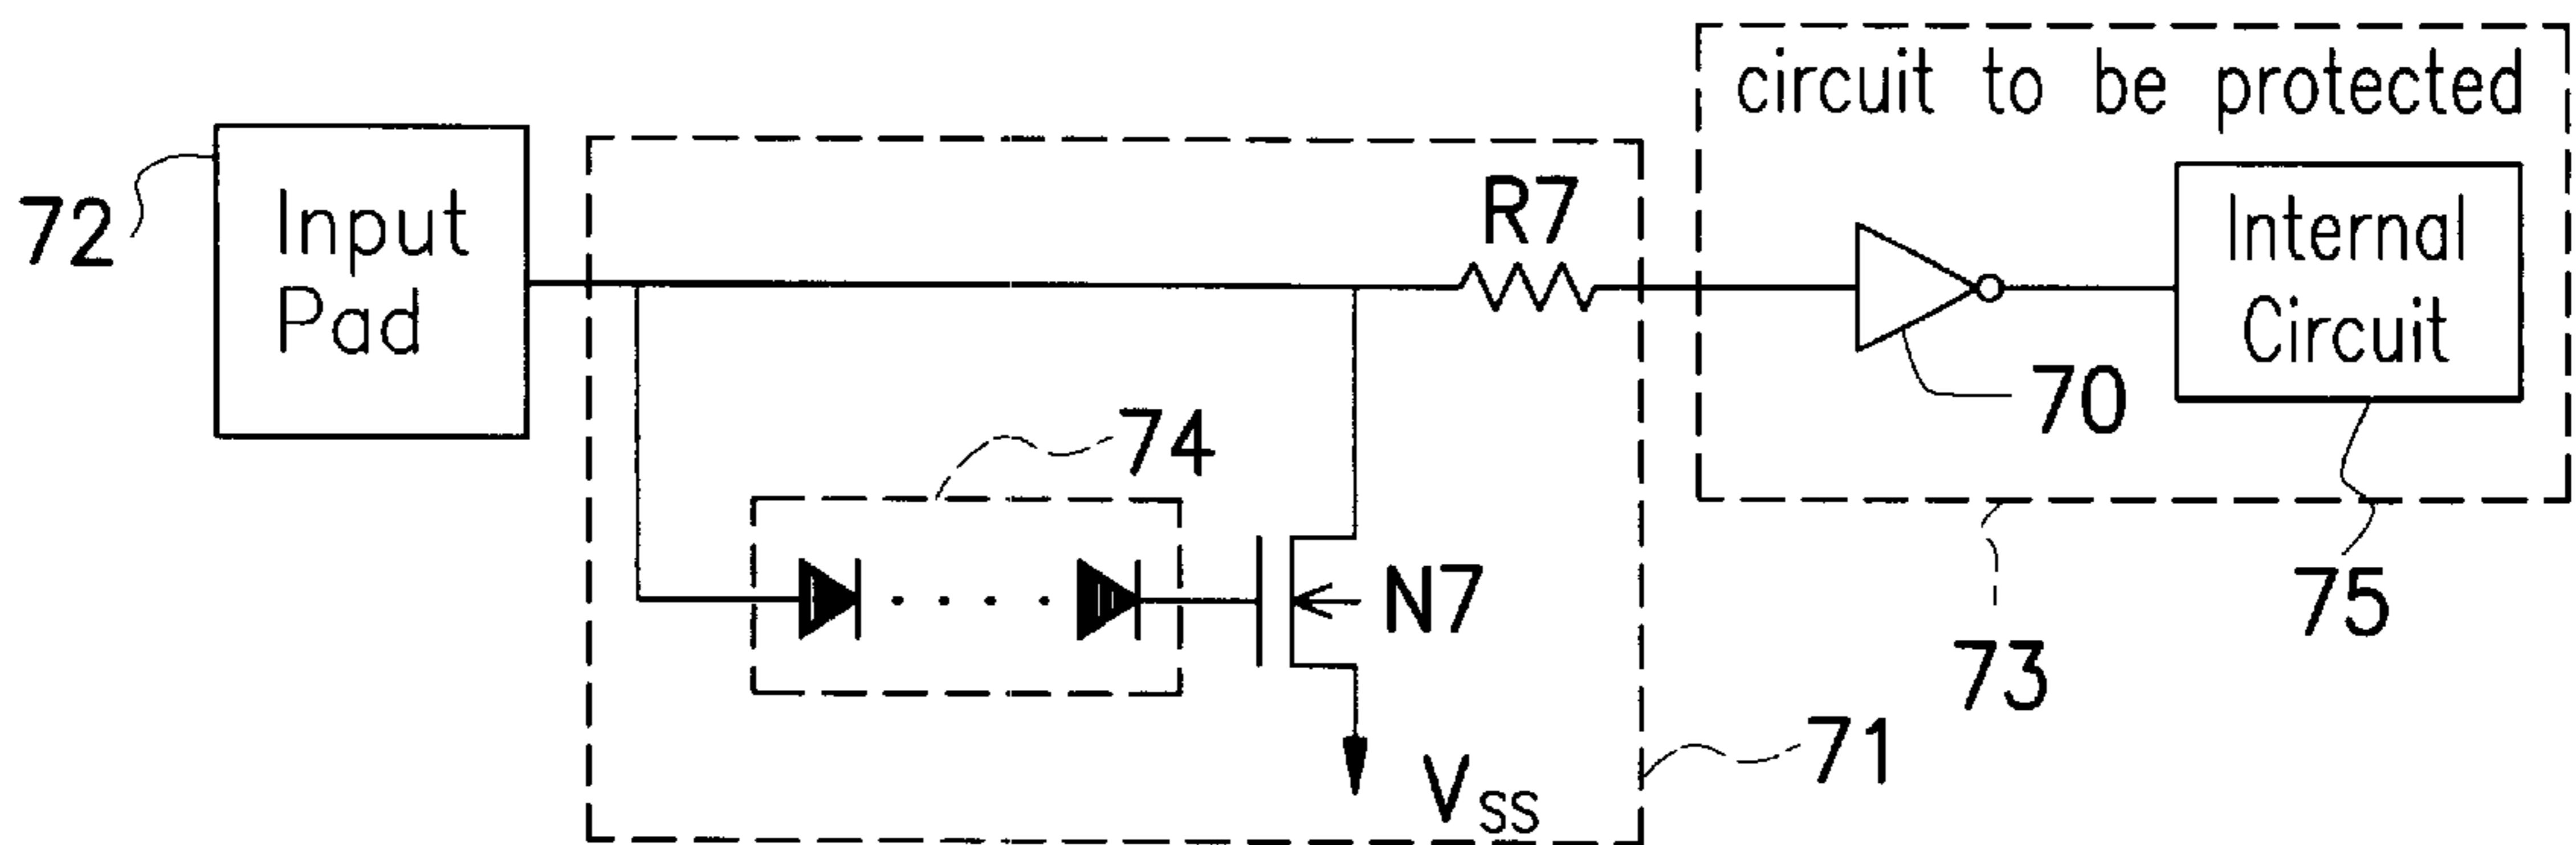 circuit to be protected
Input
Pad
72
R7
Internal
Circuit
70
74
N7
75
73
71
VSS